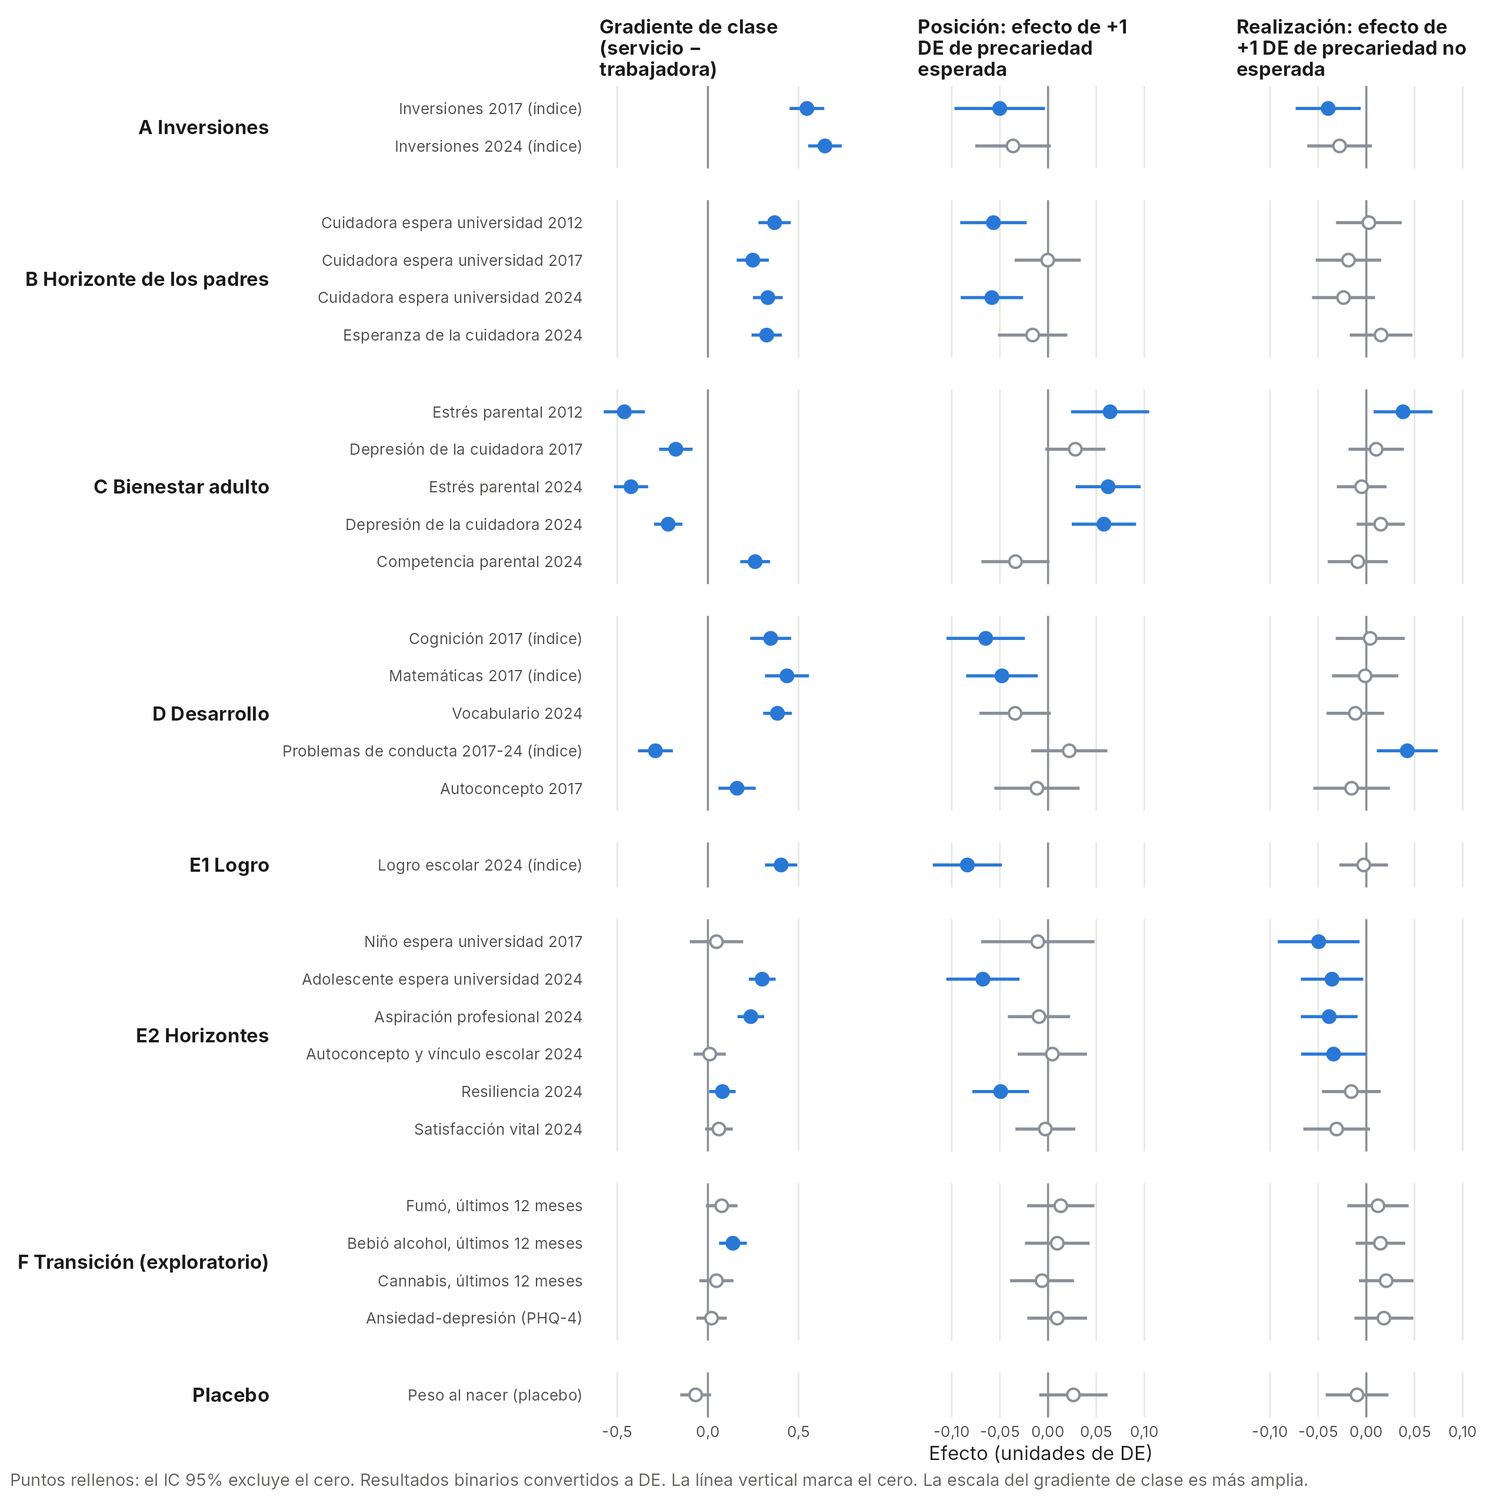 Gradiente de clase
(servicio −
trabajadora)
Posición: efecto de +1
DE de precariedad
esperada
Realización: efecto de
+1 DE de precariedad no
esperada
A Inversiones
Inversiones 2017 (índice)
Inversiones 2024 (índice)
B Horizonte de los padres
Cuidadora espera universidad 2012
Cuidadora espera universidad 2017
Cuidadora espera universidad 2024
Esperanza de la cuidadora 2024
C Bienestar adulto
Estrés parental 2012
Depresión de la cuidadora 2017
Estrés parental 2024
Depresión de la cuidadora 2024
Competencia parental 2024
D Desarrollo
Cognición 2017 (índice)
Matemáticas 2017 (índice)
Vocabulario 2024
Problemas de conducta 2017-24 (índice)
Autoconcepto 2017
E1 Logro
Logro escolar 2024 (índice)
E2 Horizontes
Niño espera universidad 2017
Adolescente espera universidad 2024
Aspiración profesional 2024
Autoconcepto y vínculo escolar 2024
Resiliencia 2024
Satisfacción vital 2024
F Transición (exploratorio)
Fumó, últimos 12 meses
Bebió alcohol, últimos 12 meses
Cannabis, últimos 12 meses
Ansiedad-depresión (PHQ-4)
Placebo
Peso al nacer (placebo)
-0,5 0,0 0,5
-0,10 -0,05 0,00 0,05 0,10
-0,10 -0,05 0,00 0,05 0,10
Efecto (unidades de DE)
Puntos rellenos: el IC 95% excluye el cero. Resultados binarios convertidos a DE. La línea vertical marca el cero. La escala del gradiente de clase es más amplia.